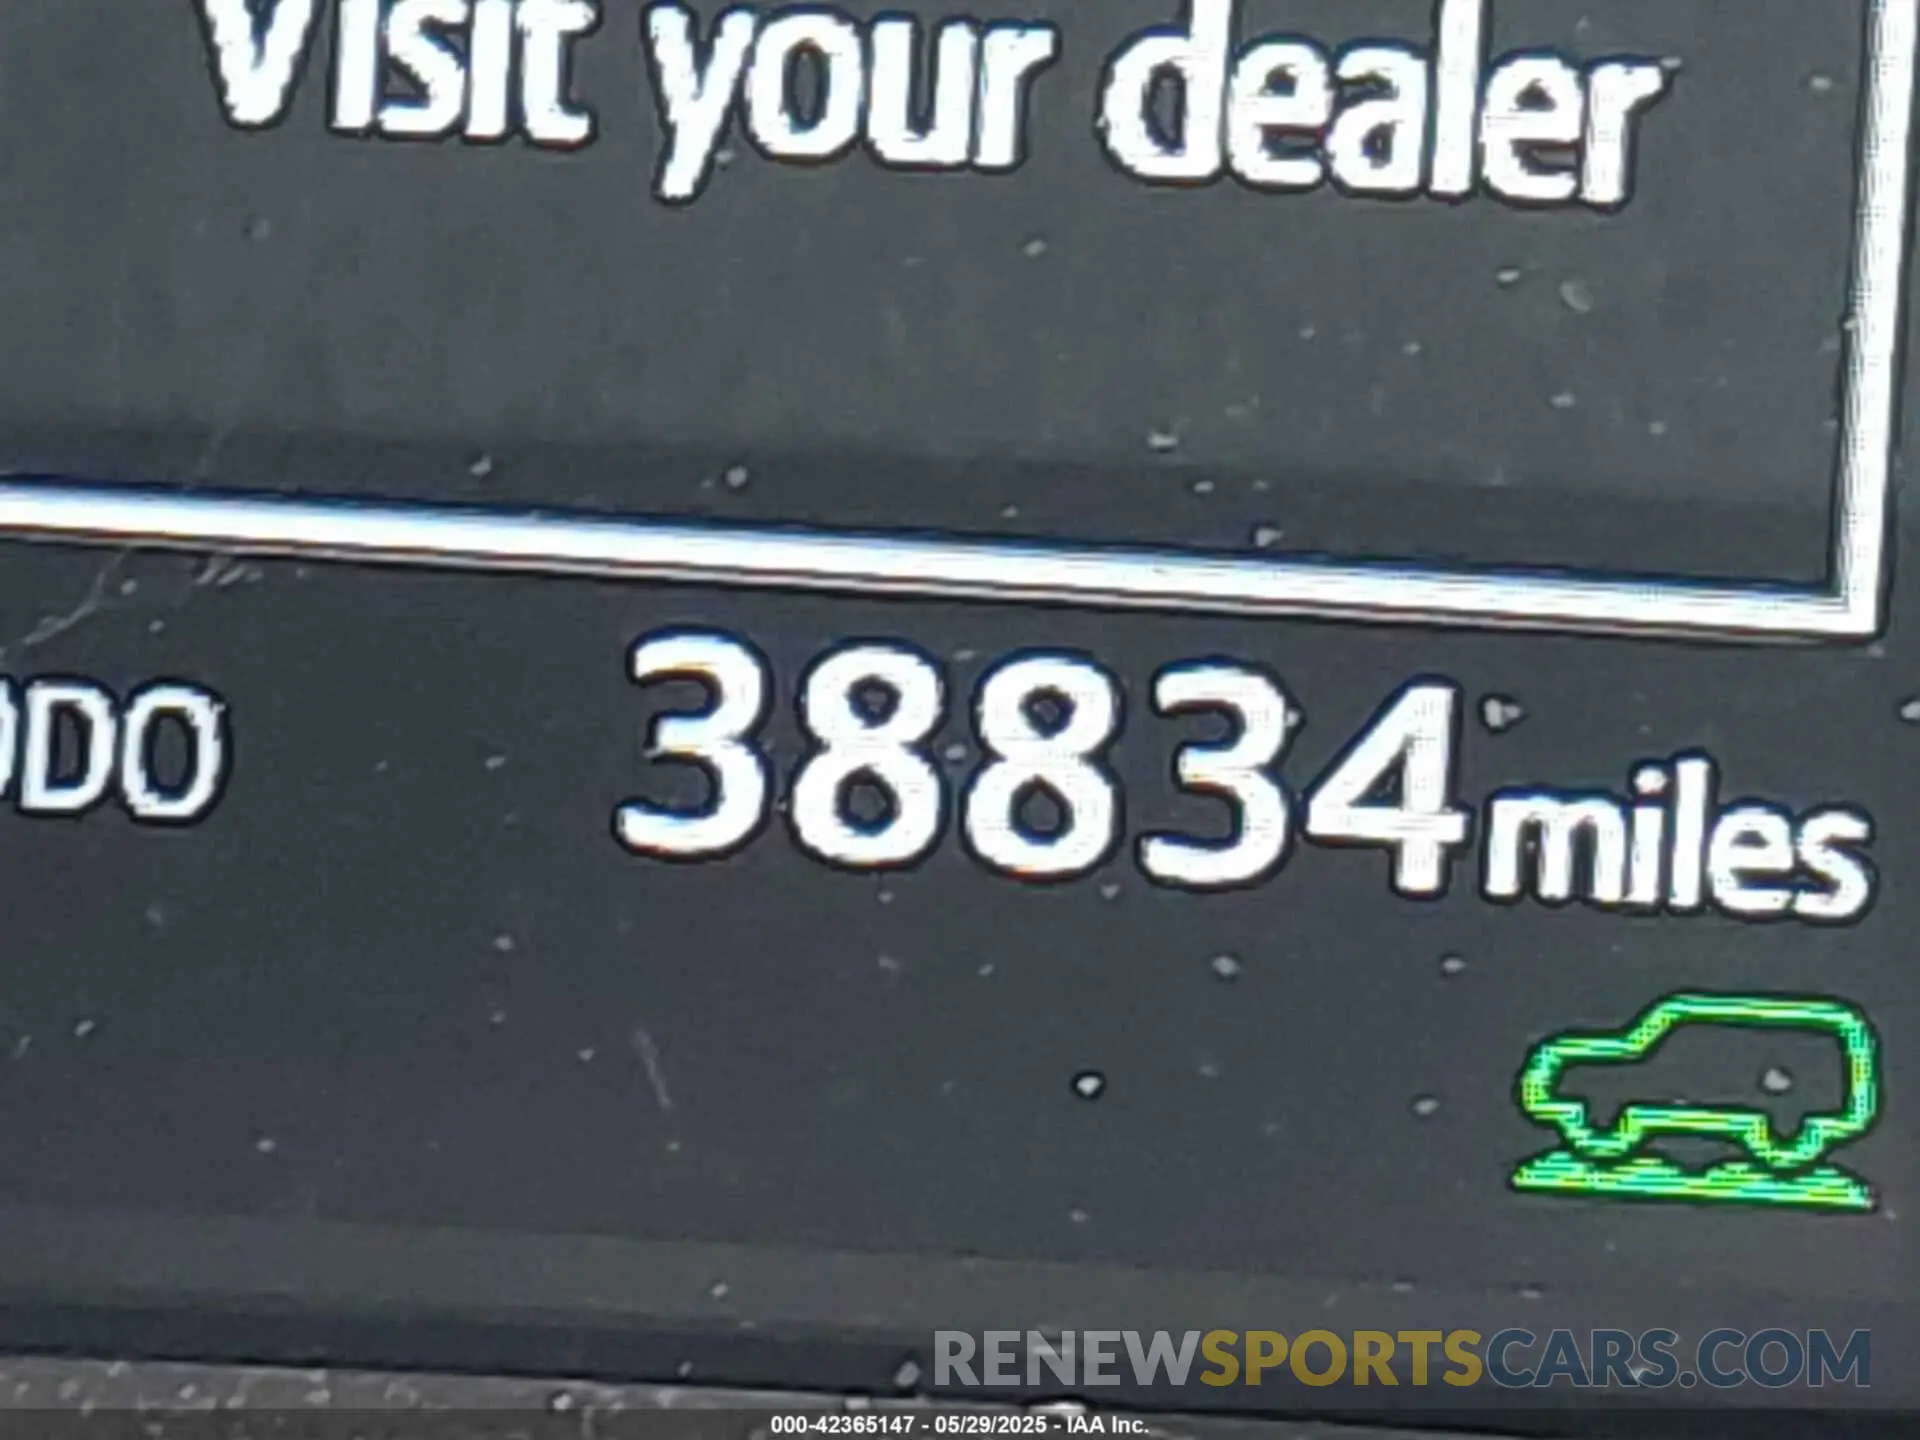 Visit your dealer
ODO 38834 miles
RENEWSPORTSCARS.COM
000-42365147 - 05/29/2025 - IAA Inc.